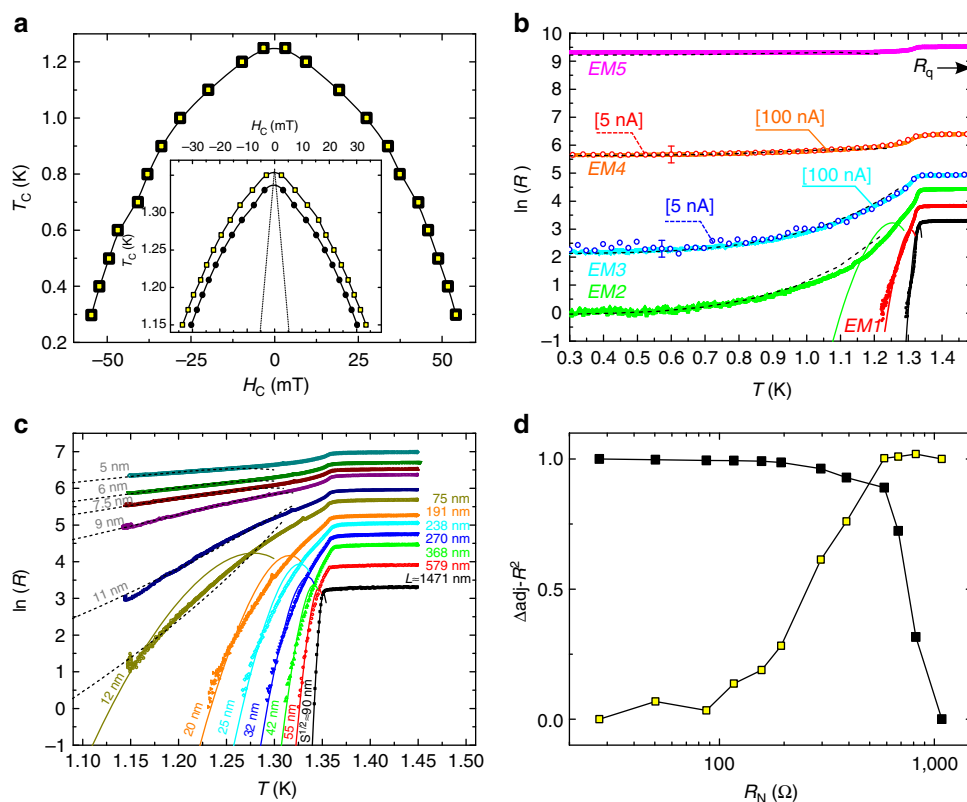 a
1.2
1.0
0.8
0.6
0.4
0.2
T_C (K)
−50 −25 0 25 50
H_C (mT)
H_C (mT)
−30 −20 −10 0 10 20 30
1.30
1.25
1.20
1.15
T_C (K)
b
10
9
8
7
6
5
4
3
2
1
0
−1
ln (R)
EM5
R_q
[5 nA]
[100 nA]
EM4
[100 nA]
[5 nA]
EM3
EM2
EM1
0.3 0.4 0.5 0.6 0.7 0.8 0.9 1.0 1.1 1.2 1.3 1.4
T (K)
c
7
6
5
4
3
2
1
0
−1
ln (R)
5 nm
6 nm
7.5 nm
9 nm
11 nm
12 nm
20 nm
25 nm
32 nm
42 nm
55 nm
S^1/2≈90 nm
75 nm
191 nm
238 nm
270 nm
368 nm
579 nm
L≈1471 nm
1.10 1.15 1.20 1.25 1.30 1.35 1.40 1.45 1.50
T (K)
d
1.0
0.5
0.0
Δadj-R²
100 1,000
R_N (Ω)